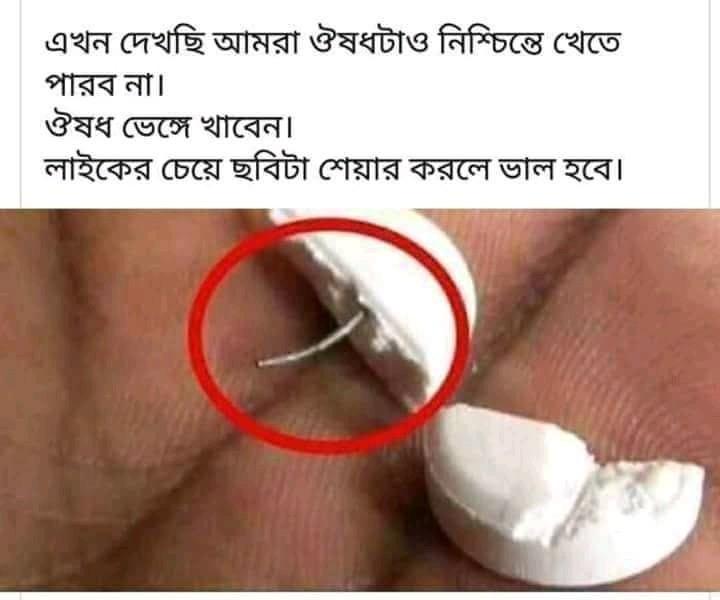 এখন দেখছি আমরা ঔষধটাও নিশ্চিন্তে খেতে
পারব না।
ঔষধ ভেঙ্গে খাবেন।
লাইকের চেয়ে ছবিটা শেয়ার করলে ভাল হবে।